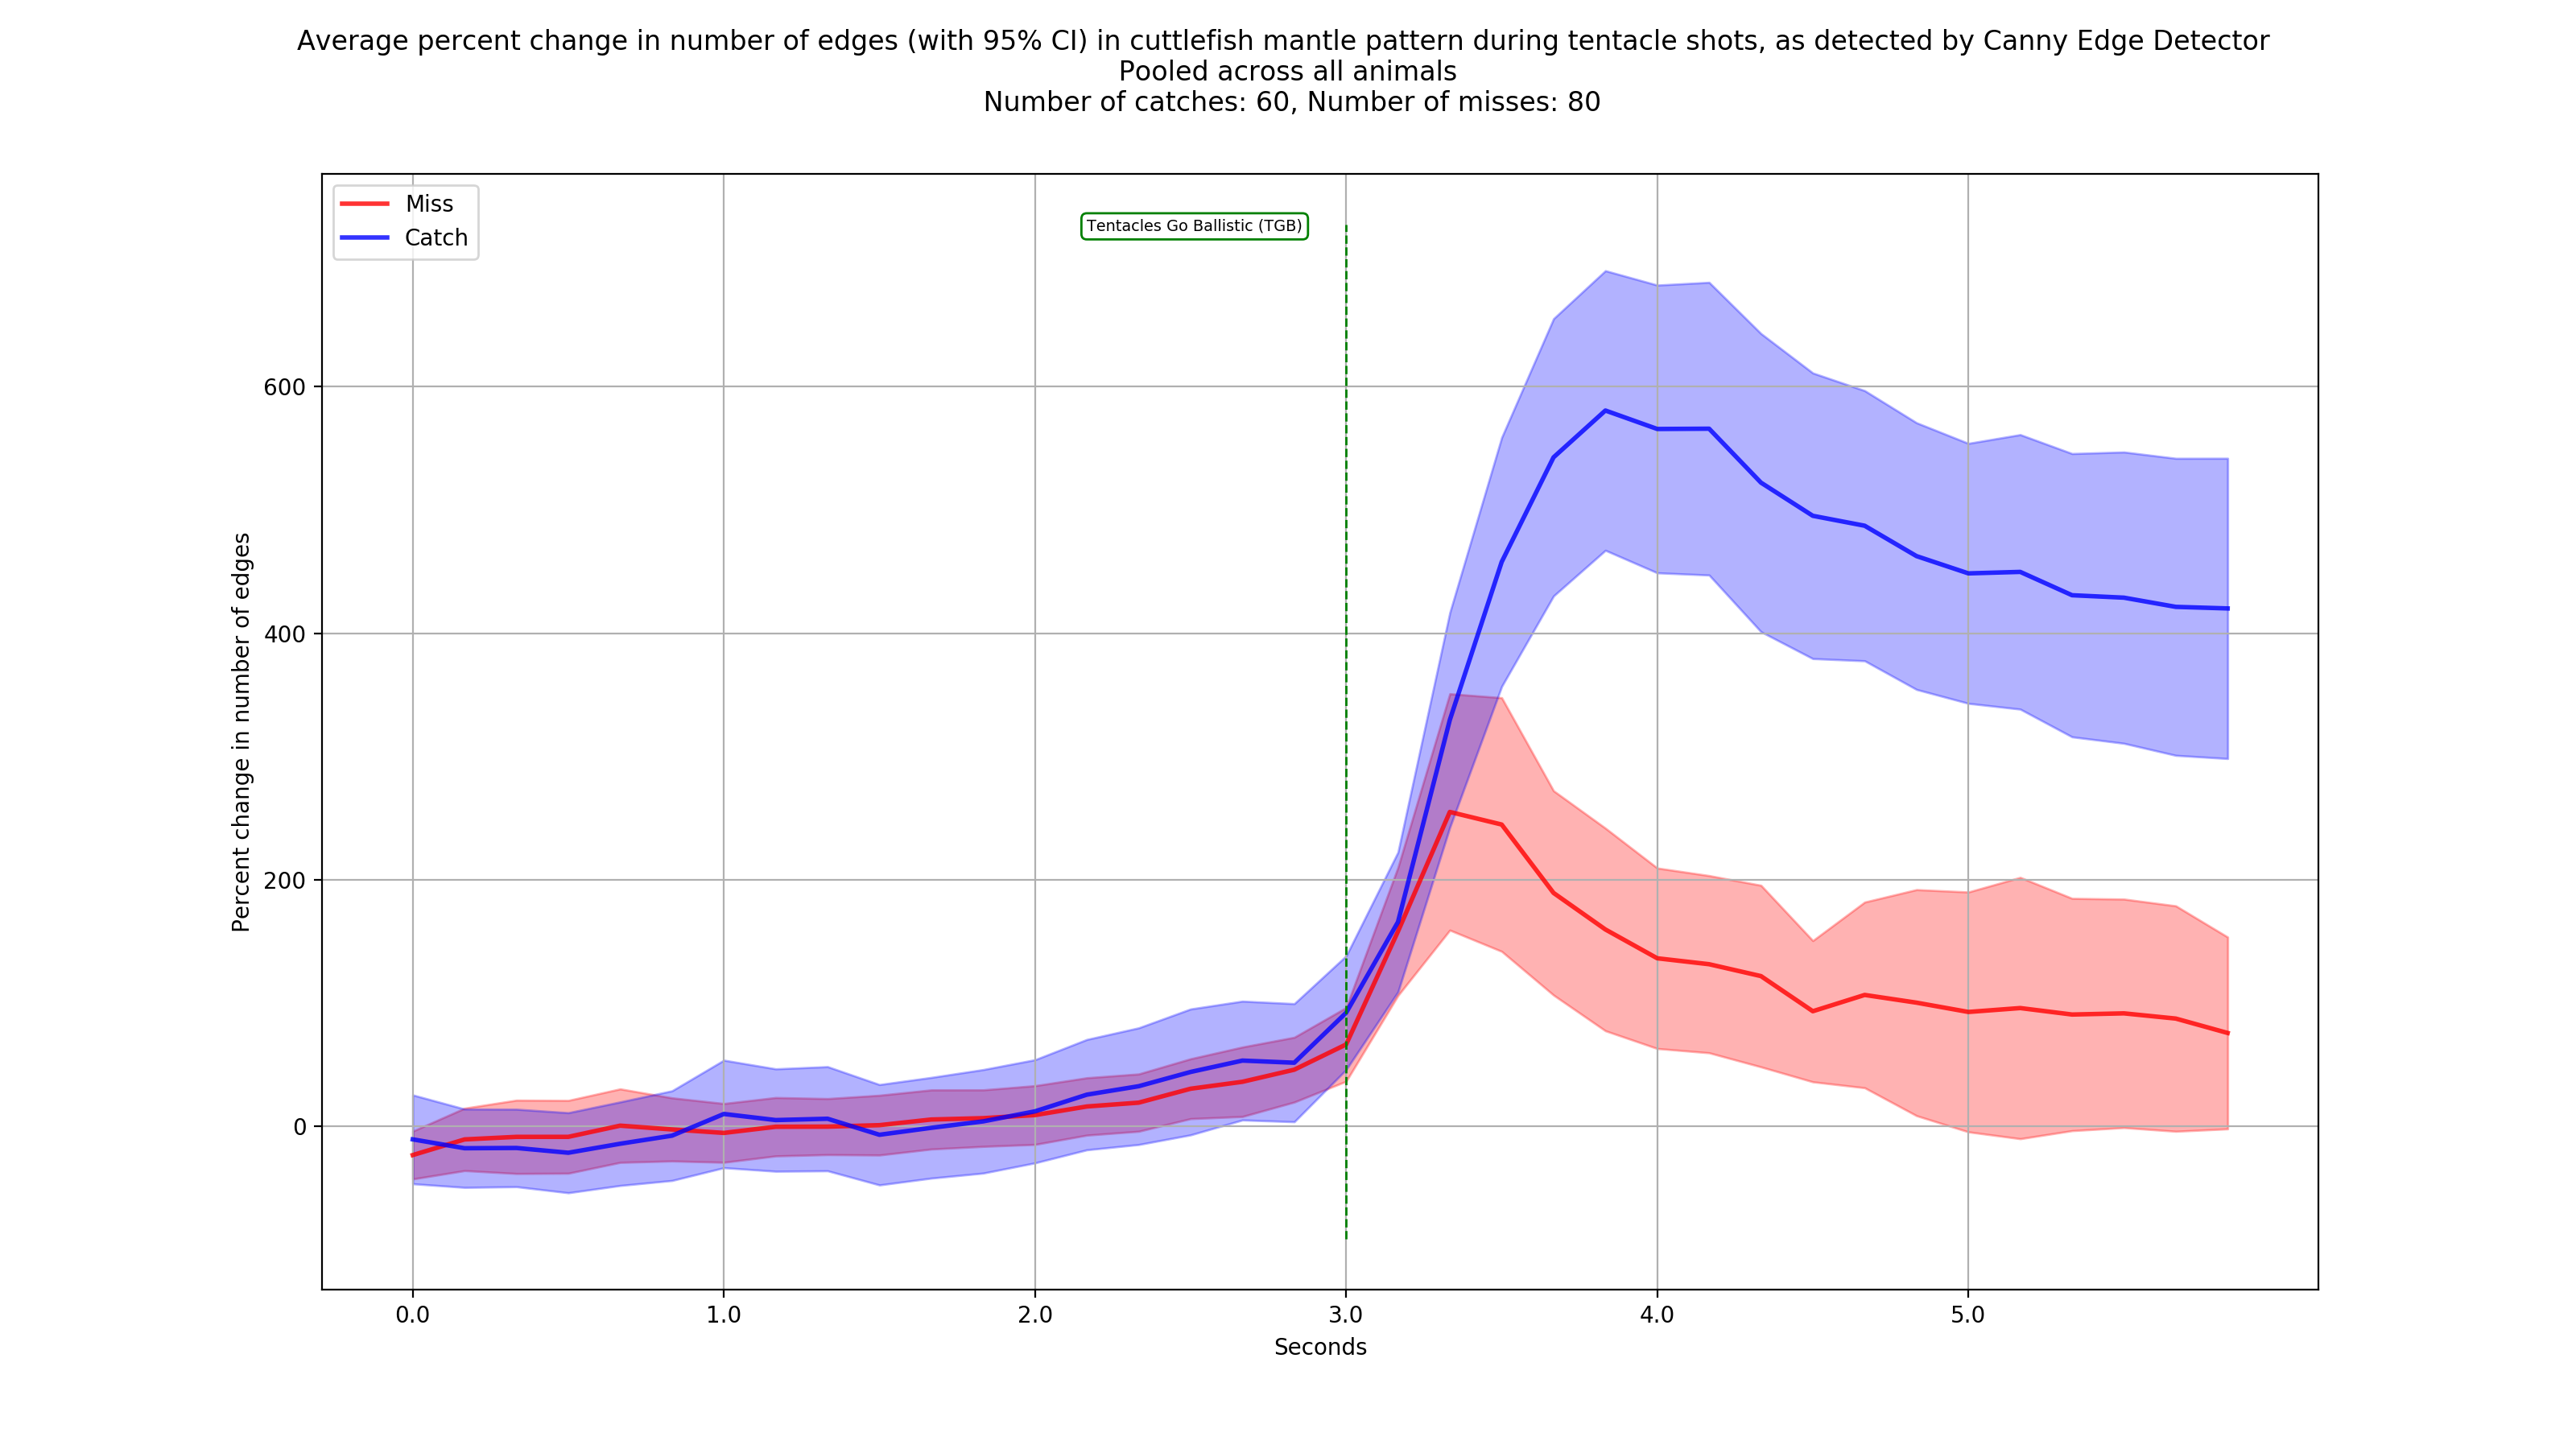 Average percent change in number of edges (with 95% CI) in cuttlefish mantle pattern during tentacle shots, as detected by Canny Edge Detector
Pooled across all animals
Number of catches: 60, Number of misses: 80
Miss
Catch
Tentacles Go Ballistic (TGB)
Percent change in number of edges
600
400
200
0
0.0 1.0 2.0 3.0 4.0 5.0
Seconds